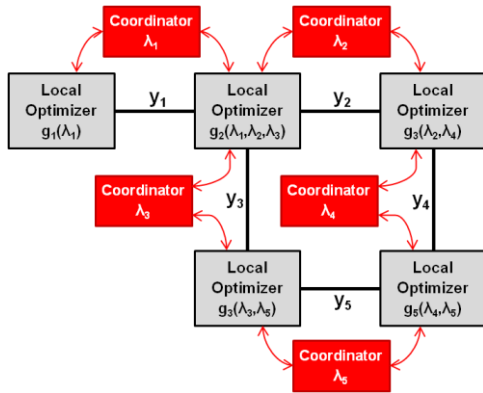 Coordinator
λ1
Coordinator
λ2
Local
Optimizer
g1(λ1)
y1
Local
Optimizer
g2(λ1,λ2,λ3)
y2
Local
Optimizer
g3(λ2,λ4)
Coordinator
λ3
y3
Coordinator
λ4
y4
Local
Optimizer
g3(λ3,λ5)
y5
Local
Optimizer
g5(λ4,λ5)
Coordinator
λ5